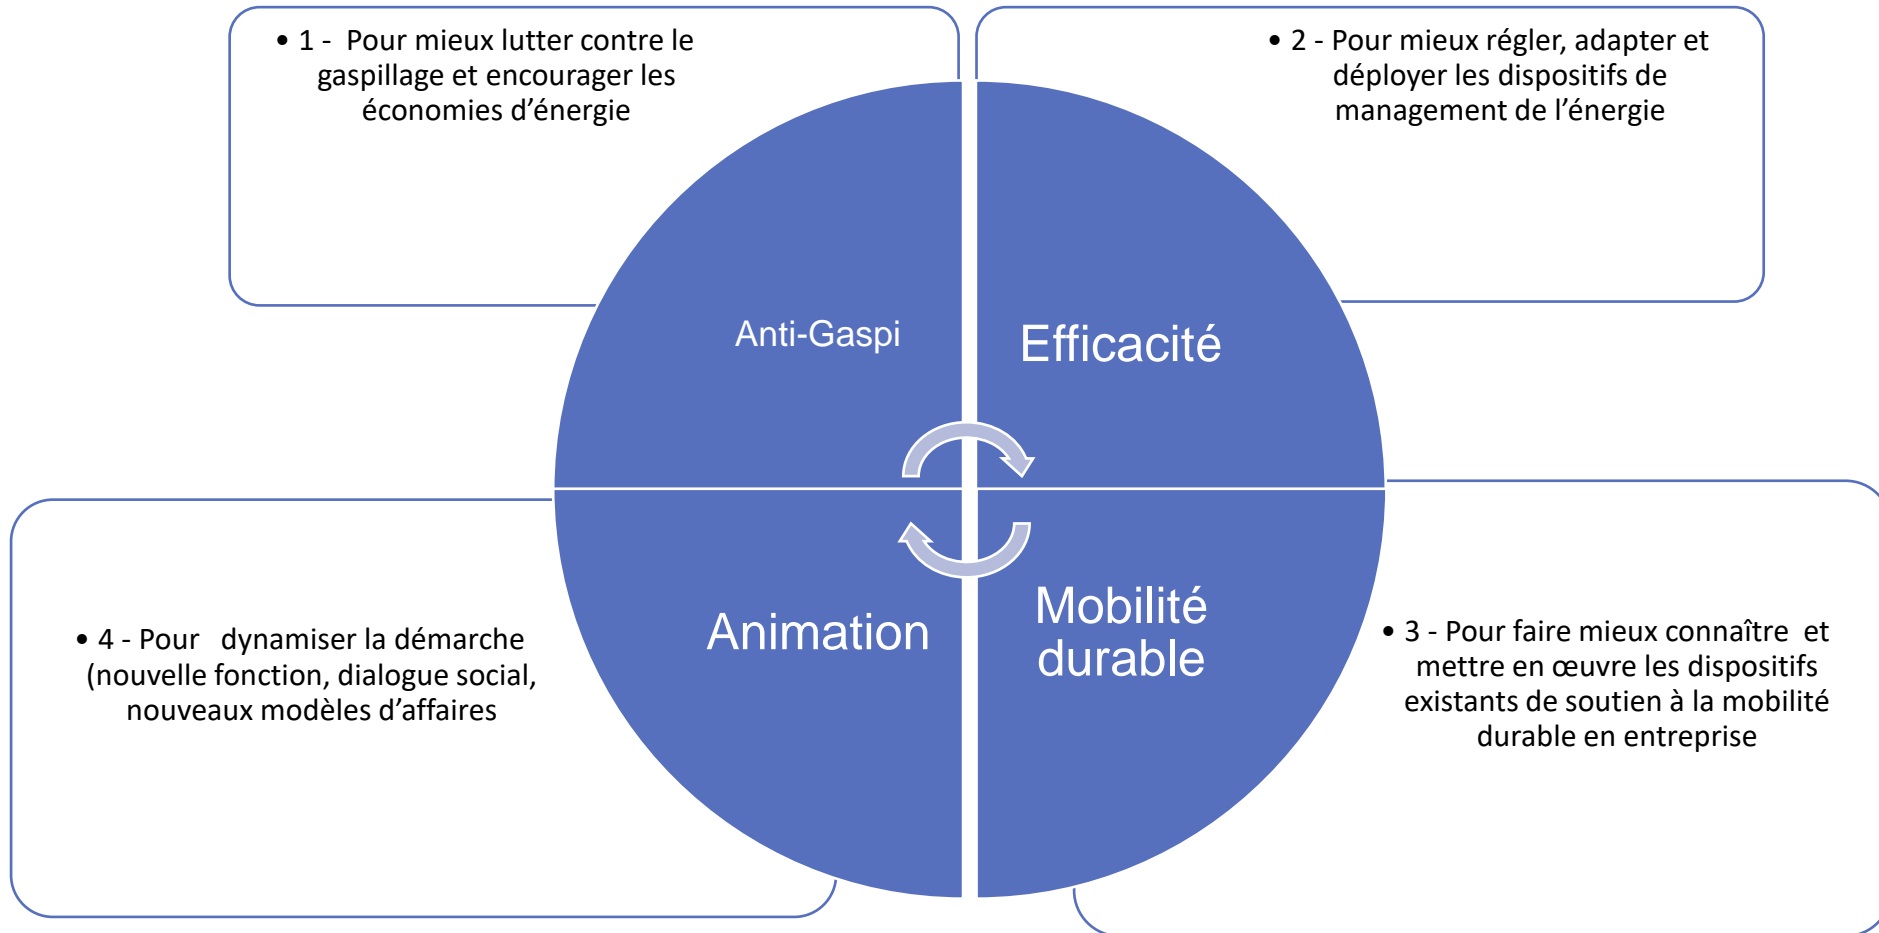 • 1 - Pour mieux lutter contre le
gaspillage et encourager les
économies d’énergie
• 2 - Pour mieux régler, adapter et
déployer les dispositifs de
management de l’énergie
Anti-Gaspi
Efficacité
Animation
Mobilité
durable
• 4 - Pour dynamiser la démarche
(nouvelle fonction, dialogue social,
nouveaux modèles d’affaires
• 3 - Pour faire mieux connaître et
mettre en œuvre les dispositifs
existants de soutien à la mobilité
durable en entreprise